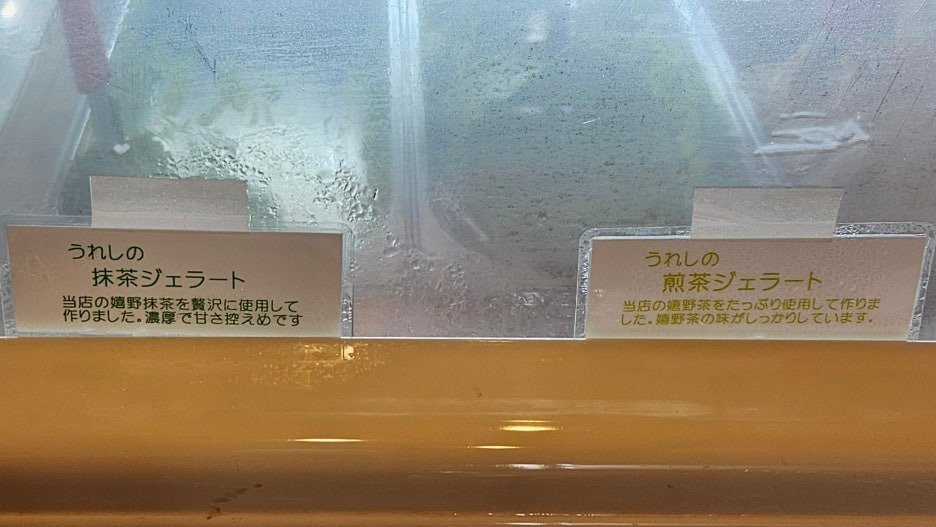 うれしの
抹茶ジェラート
当店の嬉野抹茶を贅沢に使用して
作りました。濃厚で甘さ控えめです
うれしの
煎茶ジェラート
当店の嬉野茶をたっぷり使用して作りま
した。嬉野茶の味がしっかりしています。